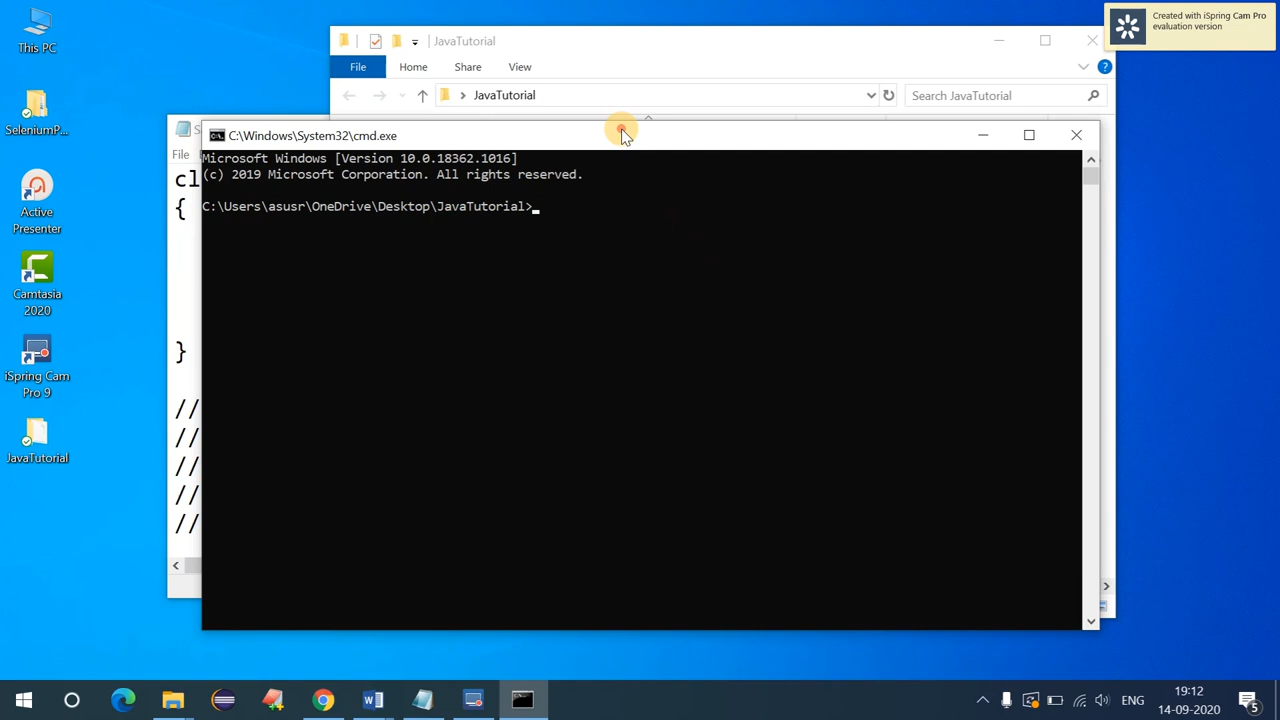 This PC
SeleniumP...
Active
Presenter
Camtasia
2020
iSpring Cam
Pro 9
JavaTutorial
JavaTutorial
File
Home
Share
View
JavaTutorial
Search JavaTutorial
Created with iSpring Cam Pro
evaluation version
File
cl
{
}
//
//
//
//
//
C:\Windows\System32\cmd.exe
Microsoft Windows [Version 10.0.18362.1016]
(c) 2019 Microsoft Corporation. All rights reserved.
C:\Users\asusr\OneDrive\Desktop\JavaTutorial>
ENG
19:12
14-09-2020
5